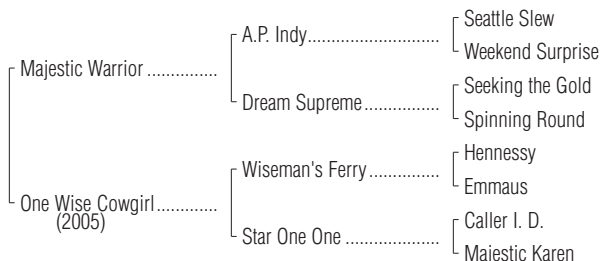 Seattle Slew
A.P. Indy............................
Weekend Surprise
Majestic Warrior ...............
Seeking the Gold
Dream Supreme................
Spinning Round
Hennessy
Wiseman's Ferry...............
Emmaus
One Wise Cowgirl.............
(2005)
Caller I. D.
Star One One ....................
Majestic Karen